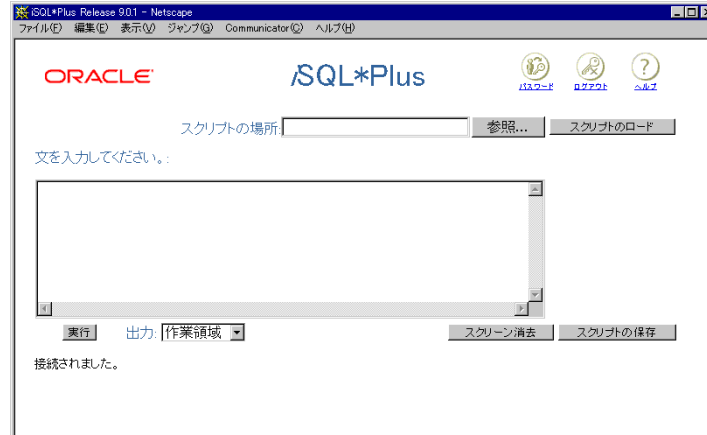 iSQL*Plus Release 9.0.1 - Netscape
ファイル(F) 編集(E) 表示(V) ジャンプ(G) Communicator(C) ヘルプ(H)
ORACLE iSQL*Plus
パスワード ログアウト ヘルプ
スクリプトの場所: 参照... スクリプトのロード
文を入力してください。:
実行 出力: 作業領域 スクリーン消去 スクリプトの保存
接続されました。